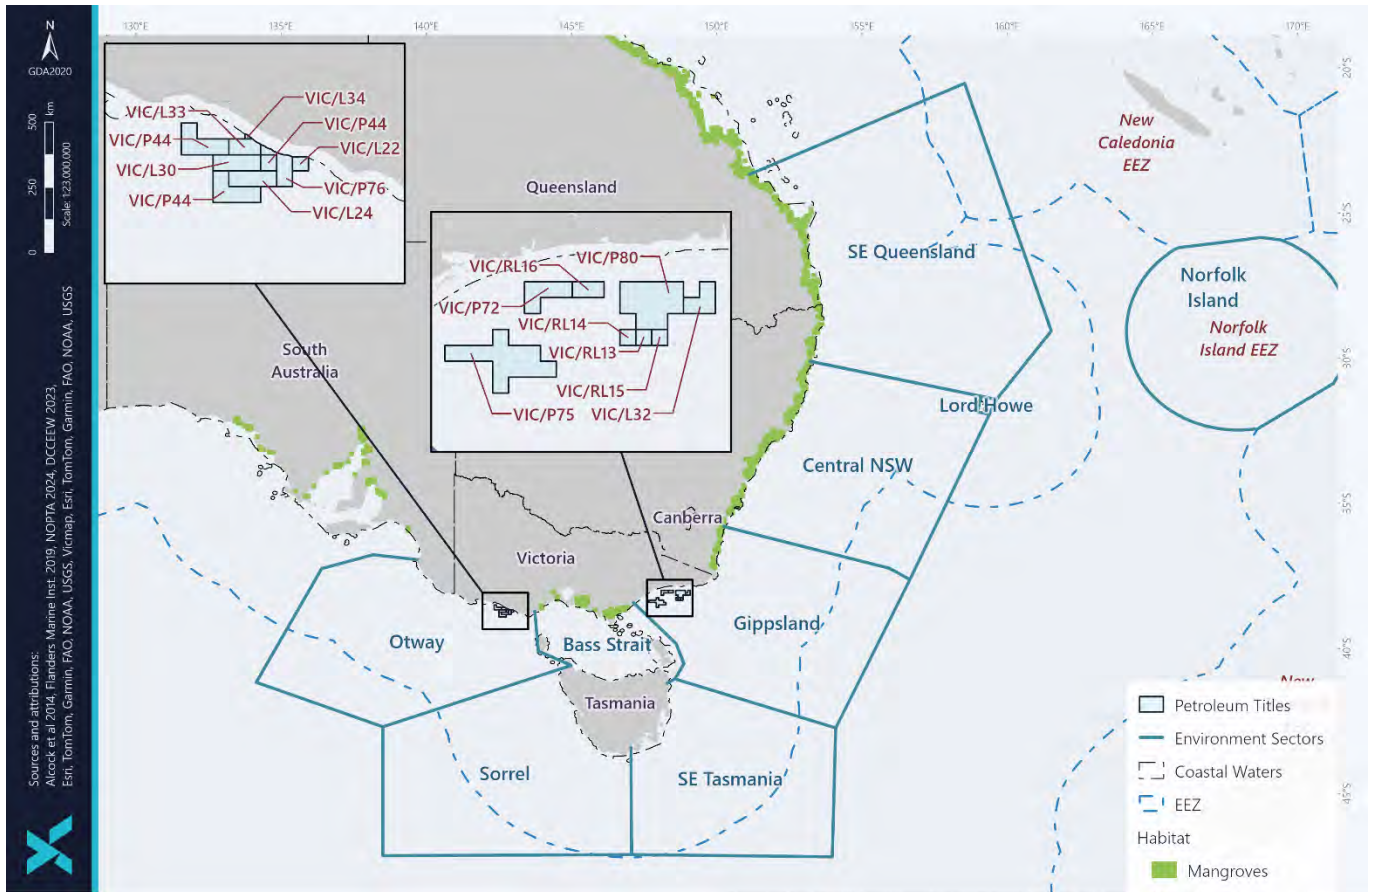 N
GDA2020
km
500
250
0
Scale: 1:23,000,000
Sources and attributions:
Alcock et al 2014, Flanders Marine Inst. 2019, NOPTA 2024, DCCEEW 2023,
Esri, TomTom, Garmin, FAO, NOAA, USGS, Vicmap, Esri, TomTom, Garmin, FAO, NOAA, USGS
130°E
135°E
140°E
145°E
150°E
155°E
160°E
165°E
170°E
20°S
25°S
30°S
35°S
40°S
45°S
VIC/L34
VIC/L33
VIC/P44
VIC/P44
VIC/L22
VIC/L30
VIC/P76
VIC/P44
VIC/L24
Queensland
VIC/P80
VIC/RL16
VIC/P72
VIC/RL14
VIC/RL13
VIC/RL15
VIC/P75
VIC/L32
New
Caledonia
EEZ
SE Queensland
Norfolk
Island
Norfolk
Island EEZ
South
Australia
Lord Howe
Central NSW
Canberra
Victoria
Gippsland
Otway
Bass Strait
Tasmania
Sorrel
SE Tasmania
New
Petroleum Titles
Environment Sectors
Coastal Waters
EEZ
Habitat
Mangroves